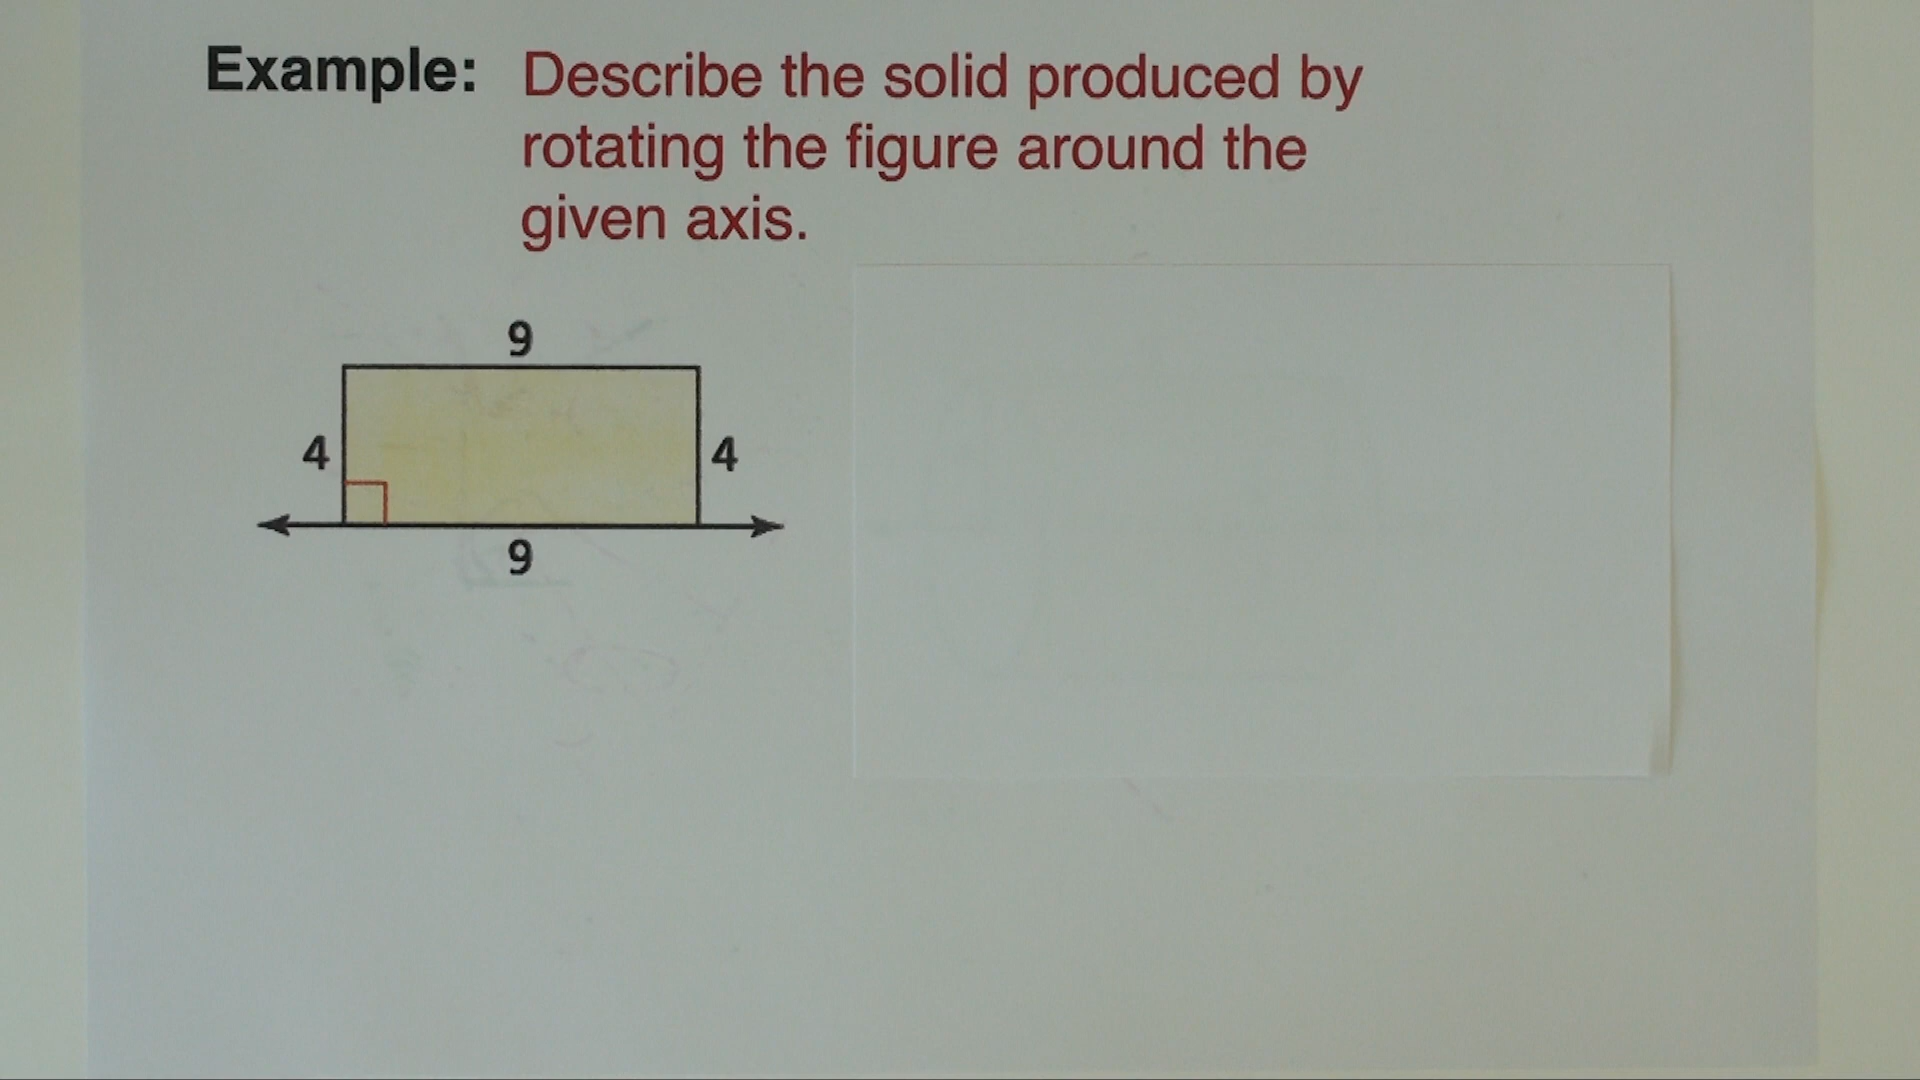 Example: Describe the solid produced by
rotating the figure around the
given axis.
9
4 4
9